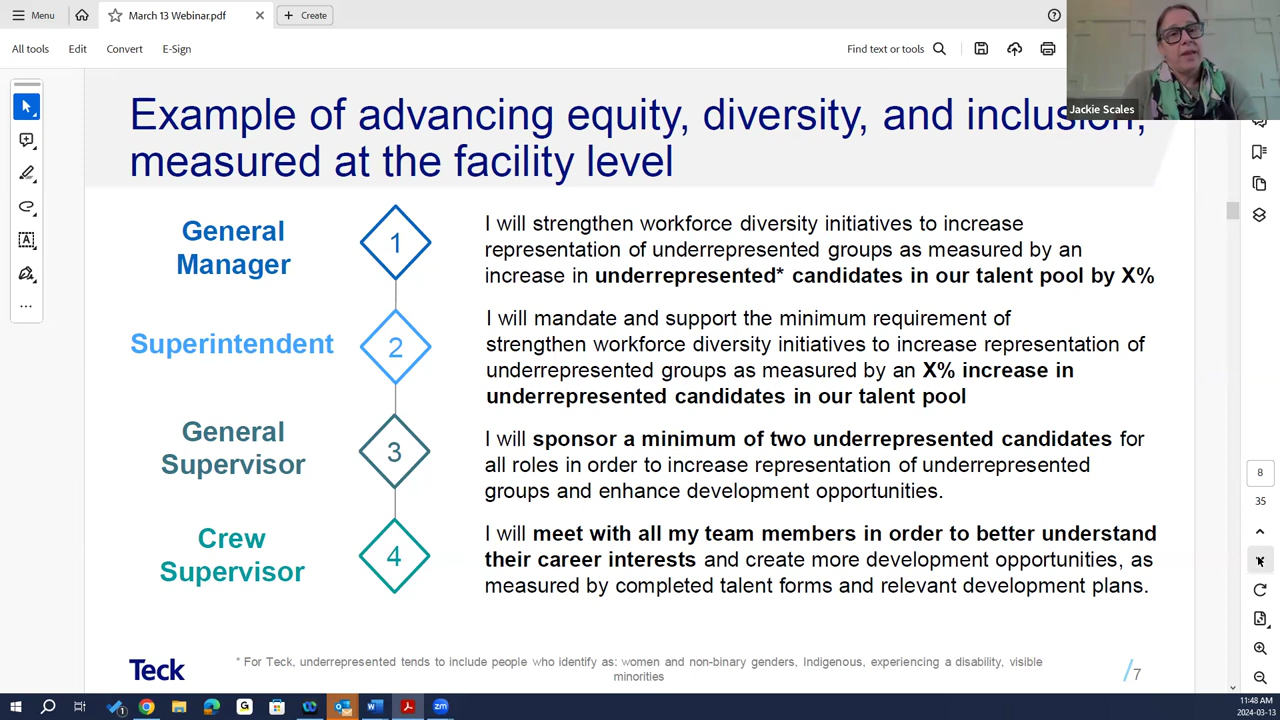 Menu
March 13 Webinar.pdf
Create
All tools
Edit
Convert
E-Sign
Find text or tools
Jackie Scales
Example of advancing equity, diversity, and inclusion,
measured at the facility level
General
Manager
1
I will strengthen workforce diversity initiatives to increase
representation of underrepresented groups as measured by an
increase in underrepresented* candidates in our talent pool by X%
Superintendent
2
I will mandate and support the minimum requirement of
strengthen workforce diversity initiatives to increase representation of
underrepresented groups as measured by an X% increase in
underrepresented candidates in our talent pool
General
Supervisor
3
I will sponsor a minimum of two underrepresented candidates for
all roles in order to increase representation of underrepresented
groups and enhance development opportunities.
Crew
Supervisor
4
I will meet with all my team members in order to better understand
their career interests and create more development opportunities, as
measured by completed talent forms and relevant development plans.
8
35
Teck
* For Teck, underrepresented tends to include people who identify as: women and non-binary genders, Indigenous, experiencing a disability, visible
minorities
7
11:48 AM
2024-03-13